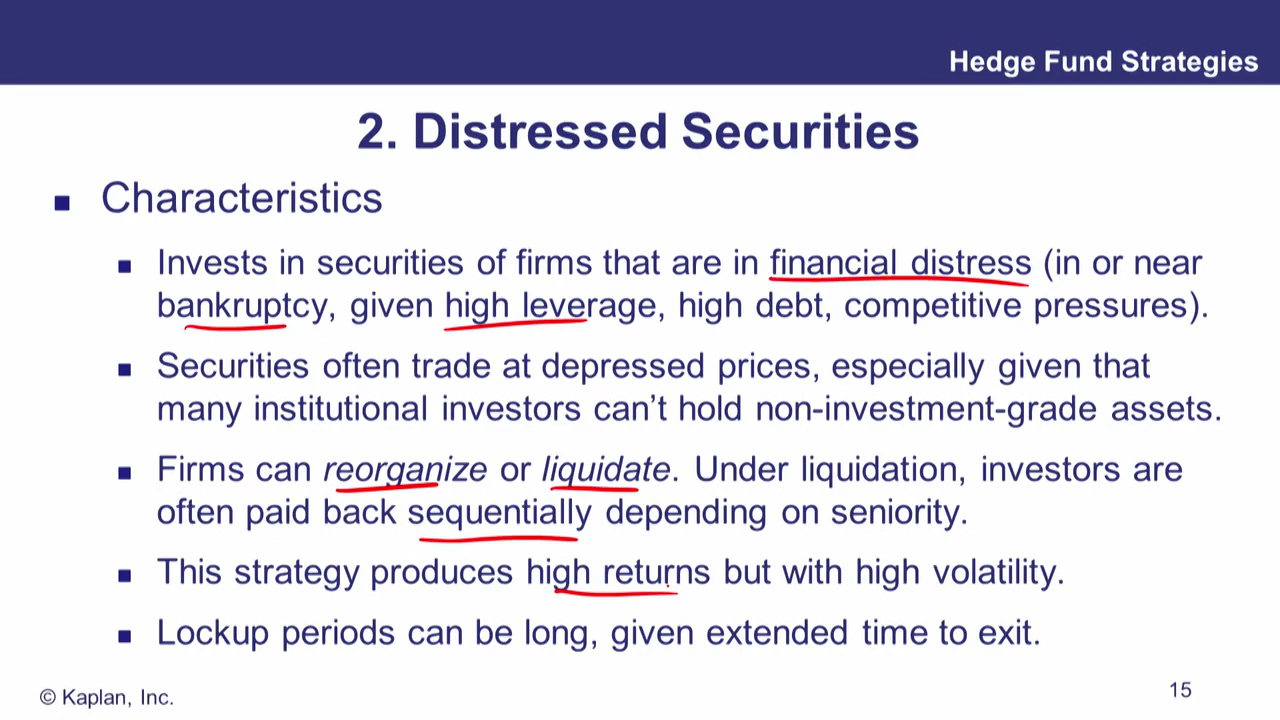 Hedge Fund Strategies
2. Distressed Securities
Characteristics
Invests in securities of firms that are in financial distress (in or near
bankruptcy, given high leverage, high debt, competitive pressures).
Securities often trade at depressed prices, especially given that
many institutional investors can’t hold non-investment-grade assets.
Firms can reorganize or liquidate. Under liquidation, investors are
often paid back sequentially depending on seniority.
This strategy produces high returns but with high volatility.
Lockup periods can be long, given extended time to exit.
© Kaplan, Inc.
15